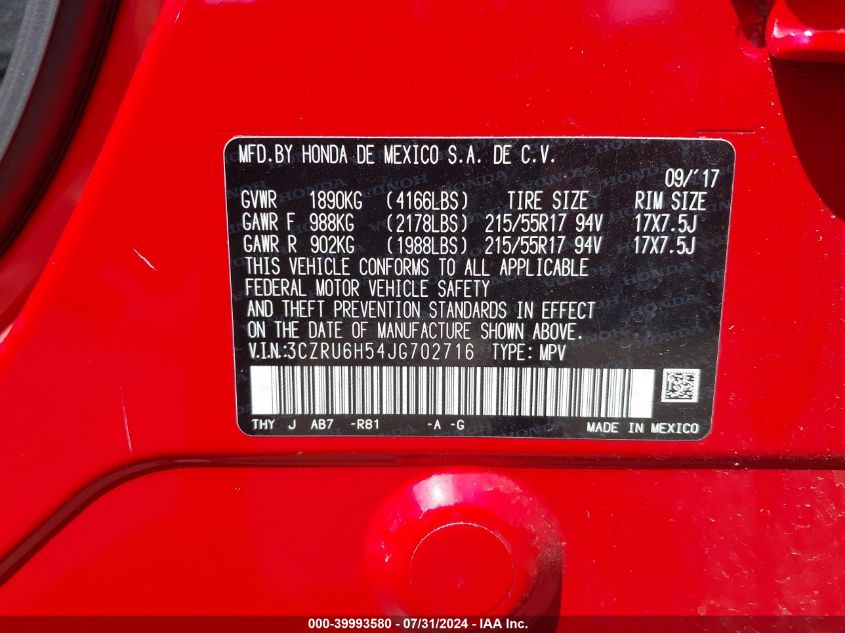 MFD.BY HONDA DE MEXICO S.A. DE C.V.
09/'17
GVWR 1890KG (4166LBS) TIRE SIZE RIM SIZE
GAWR F 988KG (2178LBS) 215/55R17 94V 17X7.5J
GAWR R 902KG (1988LBS) 215/55R17 94V 17X7.5J
THIS VEHICLE CONFORMS TO ALL APPLICABLE
FEDERAL MOTOR VEHICLE SAFETY
AND THEFT PREVENTION STANDARDS IN EFFECT
ON THE DATE OF MANUFACTURE SHOWN ABOVE.
V.I.N.:3CZRU6H54JG702716 TYPE: MPV
THY J AB7 -R81 -A -G MADE IN MEXICO
000-39993580 / 07/31/2024 - IAA, Inc.